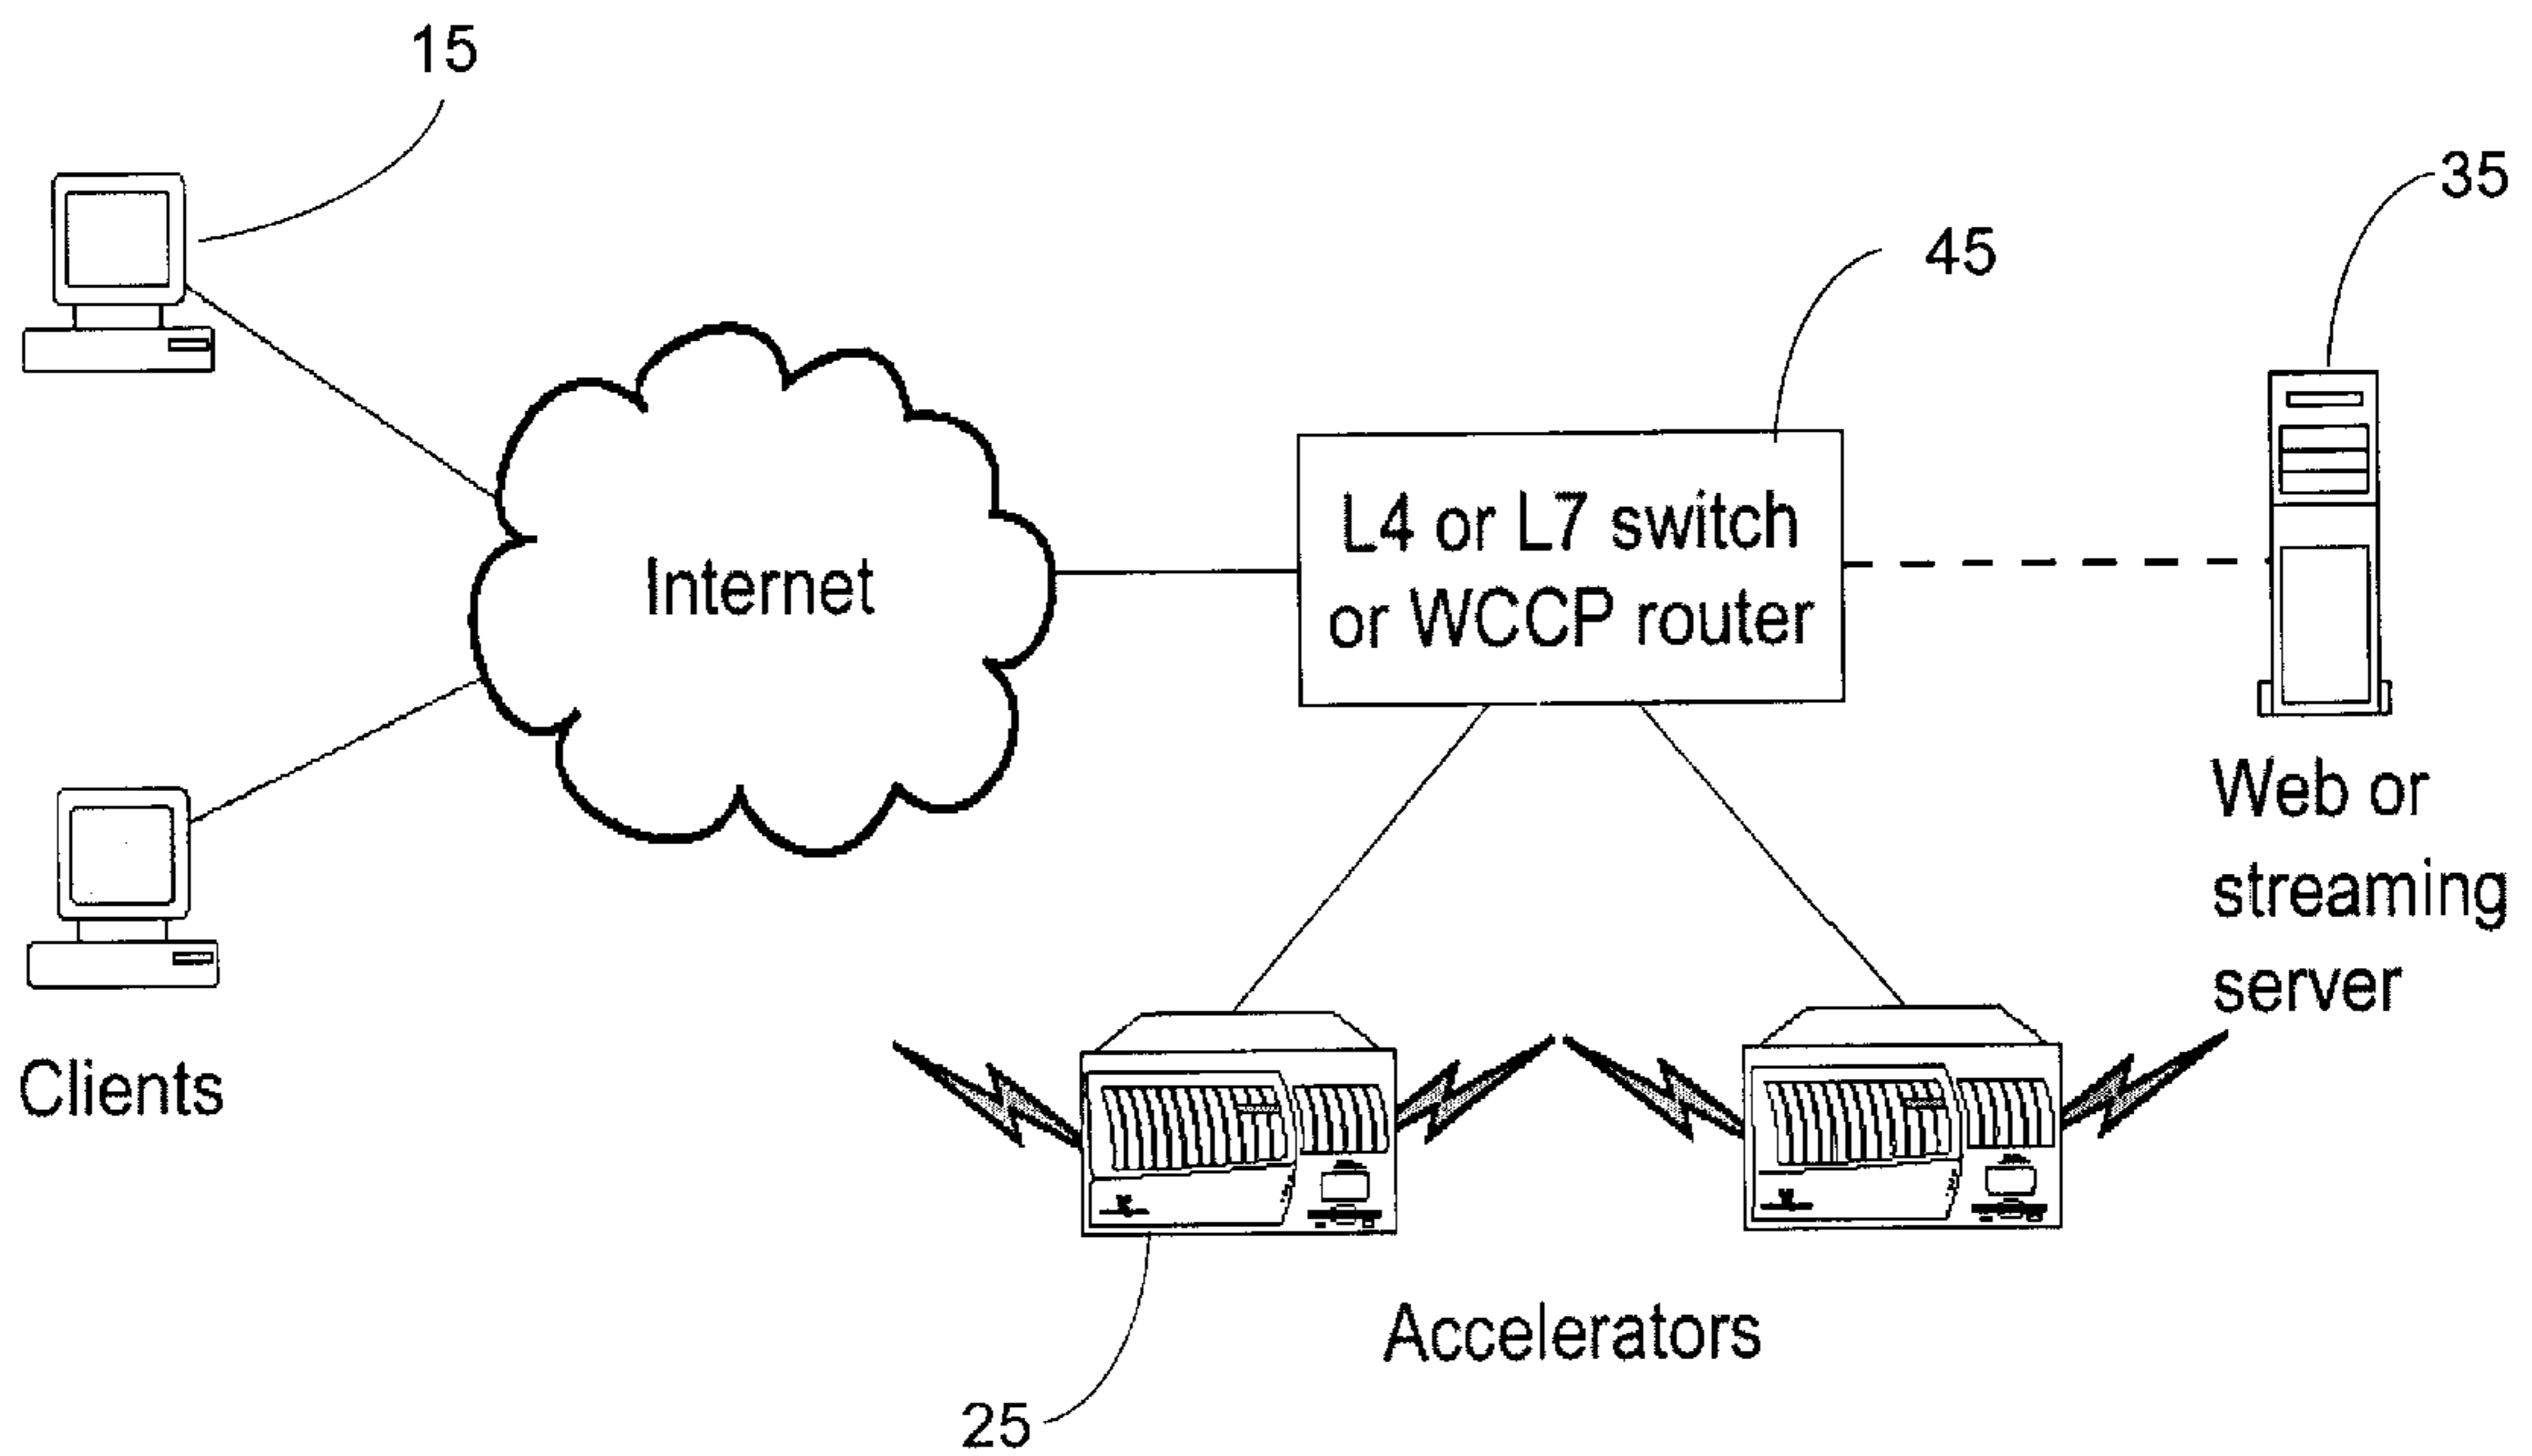 15
35
45
L4 or L7 switch
or WCCP router
Internet
Web or
streaming
server
Clients
Accelerators
25